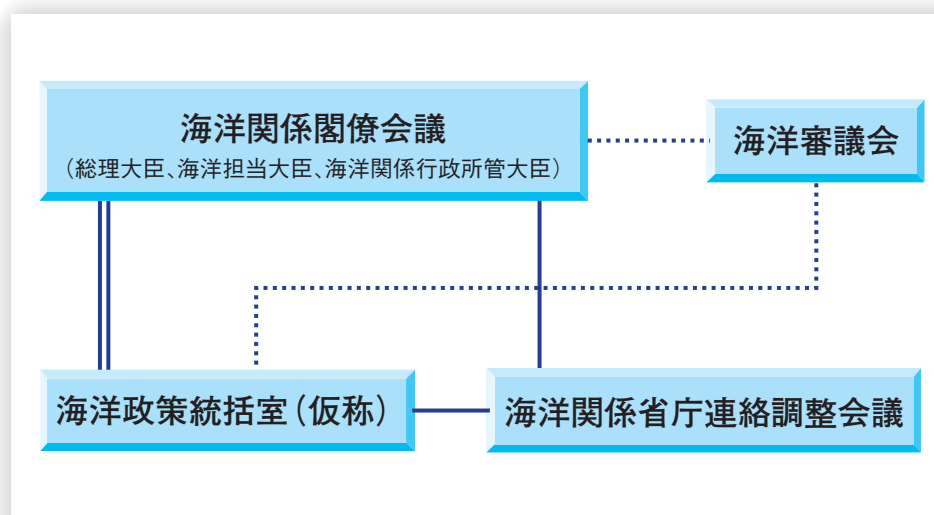 海洋関係閣僚会議
（総理大臣、海洋担当大臣、海洋関係行政所管大臣）
海洋審議会
海洋政策統括室（仮称）
海洋関係省庁連絡調整会議